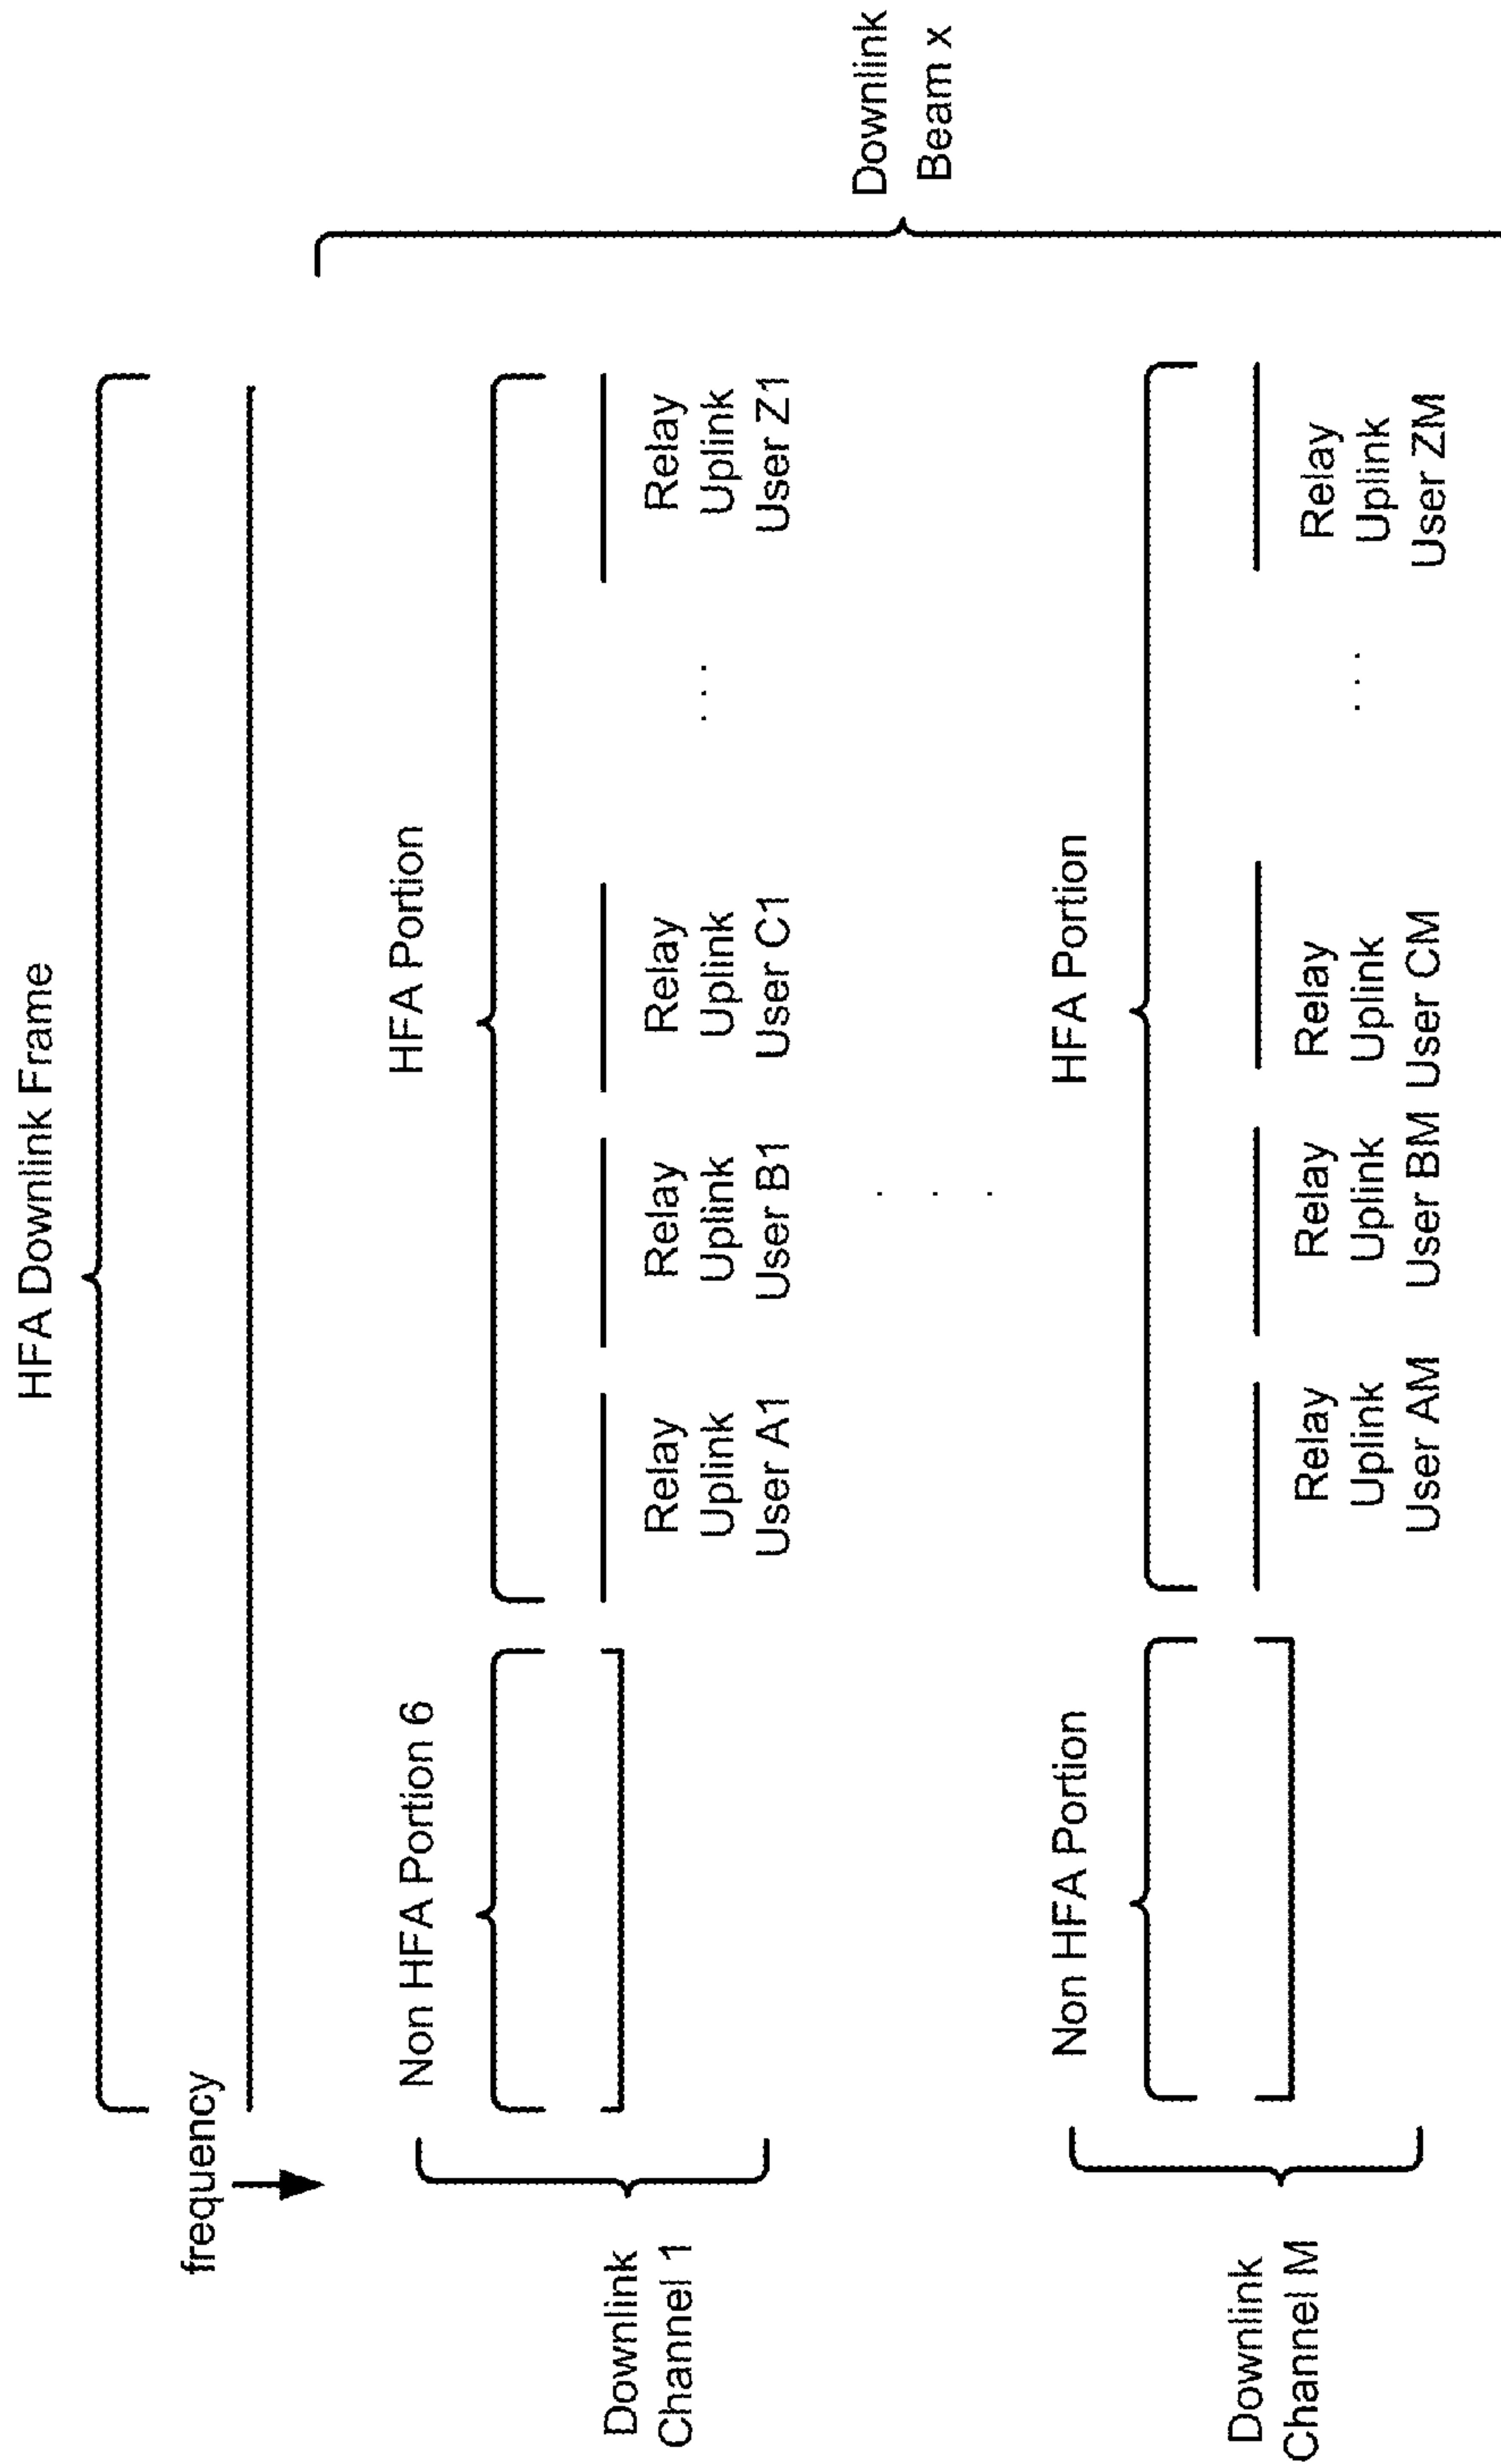 HFA Downlink Frame
frequency
Downlink
Beam x
Downlink
Channel 1
Non HFA Portion 6
HFA Portion
Relay
Uplink
User A1
Relay
Uplink
User B1
Relay
Uplink
User C1
. . .
Relay
Uplink
User Z1
. . .
Downlink
Channel M
Non HFA Portion
HFA Portion
Relay
Uplink
User AM
Relay
Uplink
User BM
Relay
Uplink
User CM
. . .
Relay
Uplink
User ZM